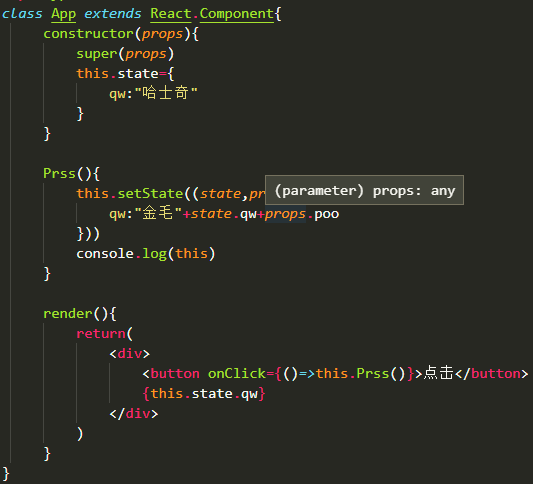 class App extends React.Component{
    constructor(props){
        super(props)
        this.state={
            qw:"哈士奇"
        }
    }
    Prss(){
        this.setState((state,pr
(parameter) props: any
            qw:"金毛"+state.qw+props.poo
        }))
        console.log(this)
    }
    render(){
        return(
            <div>
                <button onClick={()=>this.Prss()}>点击</button>
                {this.state.qw}
            </div>
        )
    }
}